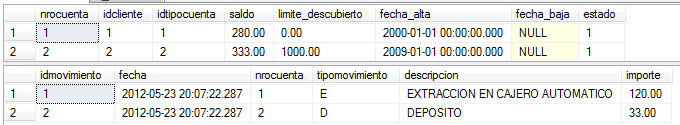 nrocuenta idcliente idtipocuenta saldo limite_descubierto fecha_alta fecha_baja estado
1 1 1 1 280.00 0.00 2000-01-01 00:00:00.000 NULL 1
2 2 2 2 333.00 1000.00 2009-01-01 00:00:00.000 NULL 1
idmovimiento fecha nrocuenta tipomovimiento descripcion importe
1 1 2012-05-23 20:07:22.287 1 E EXTRACCION EN CAJERO AUTOMATICO 120.00
2 2 2012-05-23 20:07:22.287 2 D DEPOSITO 33.00